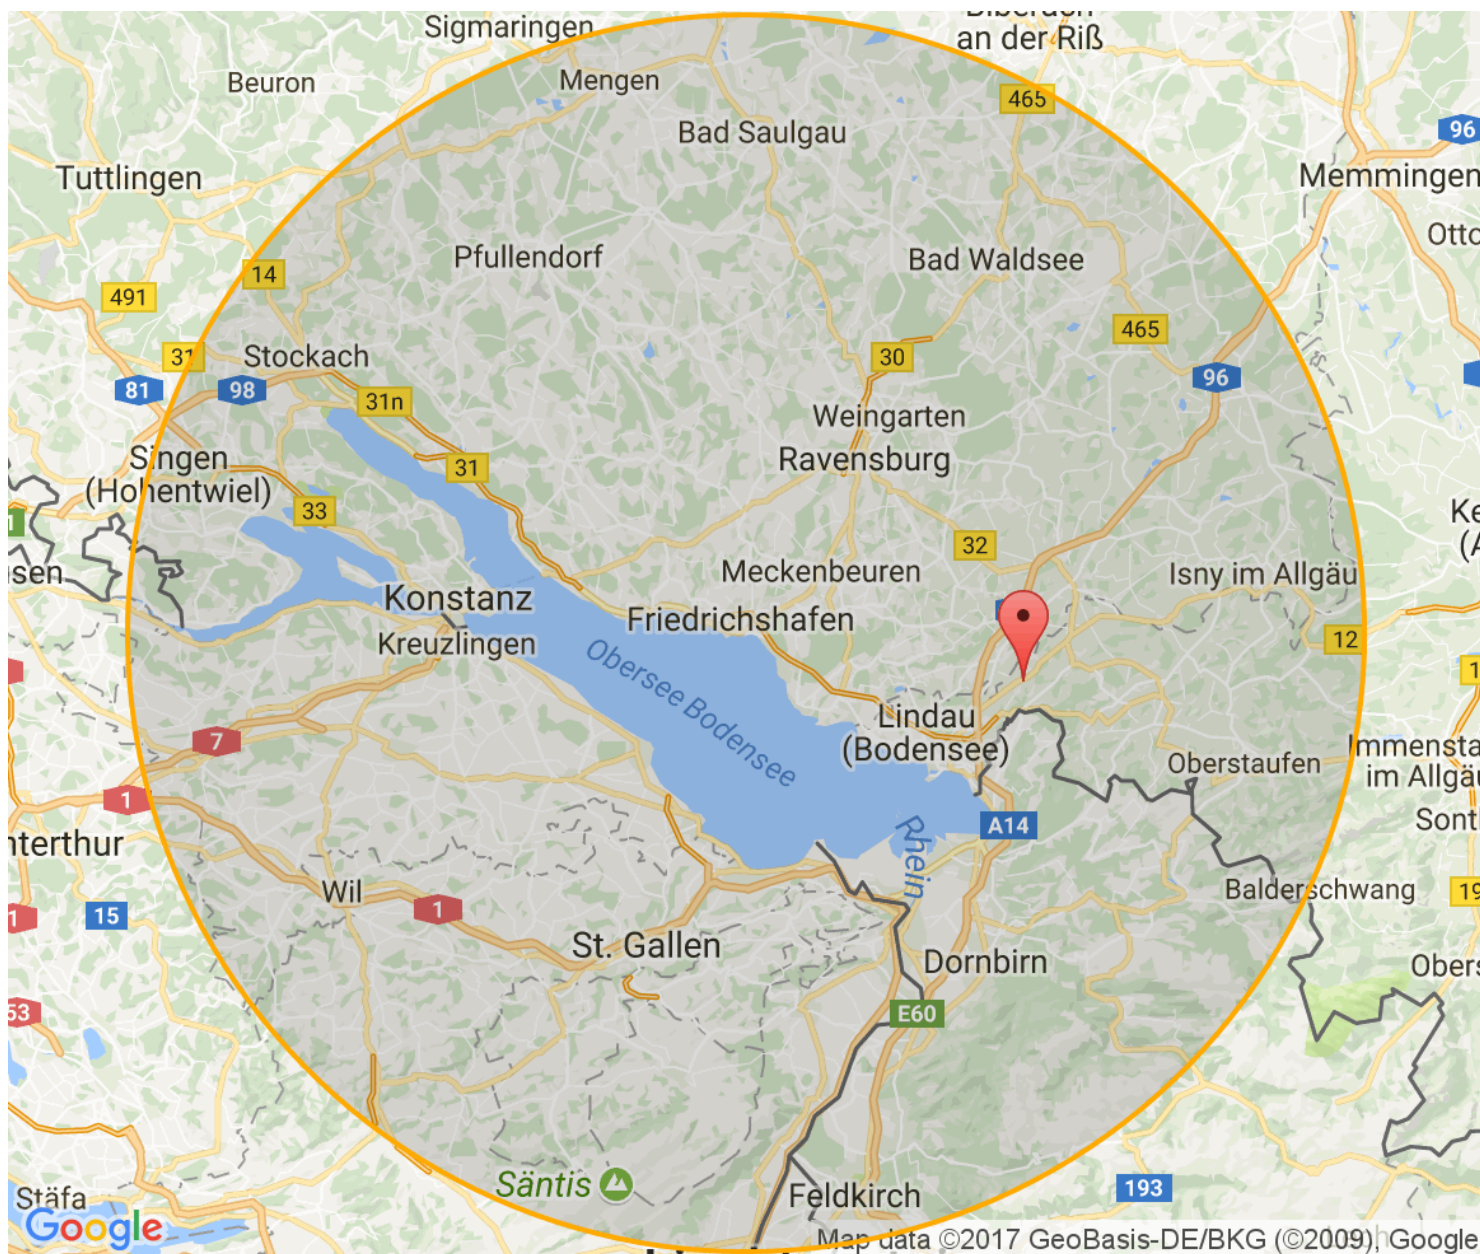 Sigmaringen
an der Riß
Beuron
Mengen
465
Bad Saulgau
96
Tuttlingen
Memmingen
Pfullendorf
Bad Waldsee
14
491
465
31
Stockach
30
81
98
31n
96
Weingarten
Singen
(Hohentwiel)
31
Ravensburg
33
32
Meckenbeuren
Isny im Allgäu
Konstanz
Friedrichshafen
Kreuzlingen
12
Obersee Bodensee
Lindau
(Bodensee)
7
Oberstaufen
im Allgäu
1
A14
Rhein
Wil
Balderschwang
1
15
St. Gallen
Dornbirn
E60
Säntis
Feldkirch
193
Stäfa
Google
Map data ©2017 GeoBasis-DE/BKG (©2009), Google